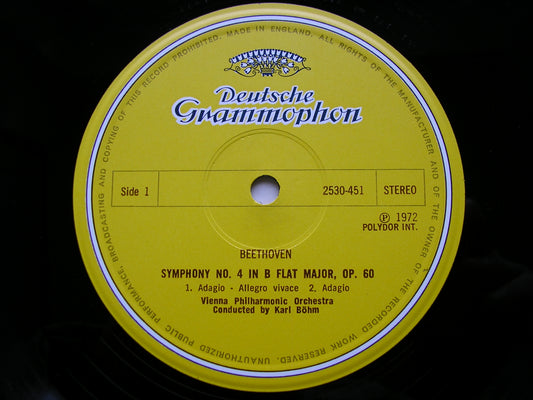 UNAUTHORIZED PUBLIC PERFORMANCE, BROADCASTING AND COPYING OF THIS RECORD PROHIBITED. MADE IN ENGLAND. ALL RIGHTS OF THE MANUFACTURER AND OF THE OWNER OF THE RECORDED WORK RESERVED.
Deutsche
Grammophon
Side 1
2530-451
STEREO
Ⓟ 1972
POLYDOR INT.
BEETHOVEN
SYMPHONY NO. 4 IN B FLAT MAJOR, OP. 60
1. Adagio - Allegro vivace 2. Adagio
Vienna Philharmonic Orchestra
Conducted by Karl Böhm